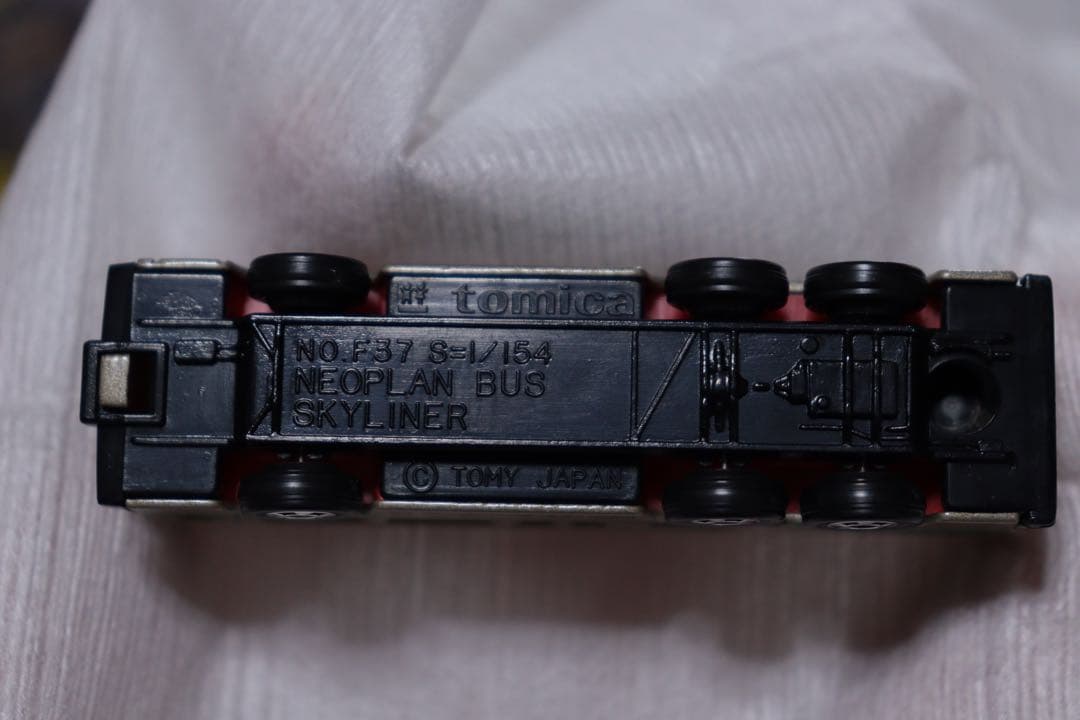 tomica
NO.F37 S=1/154
NEOPLAN BUS
SKYLINER
© TOMY JAPAN